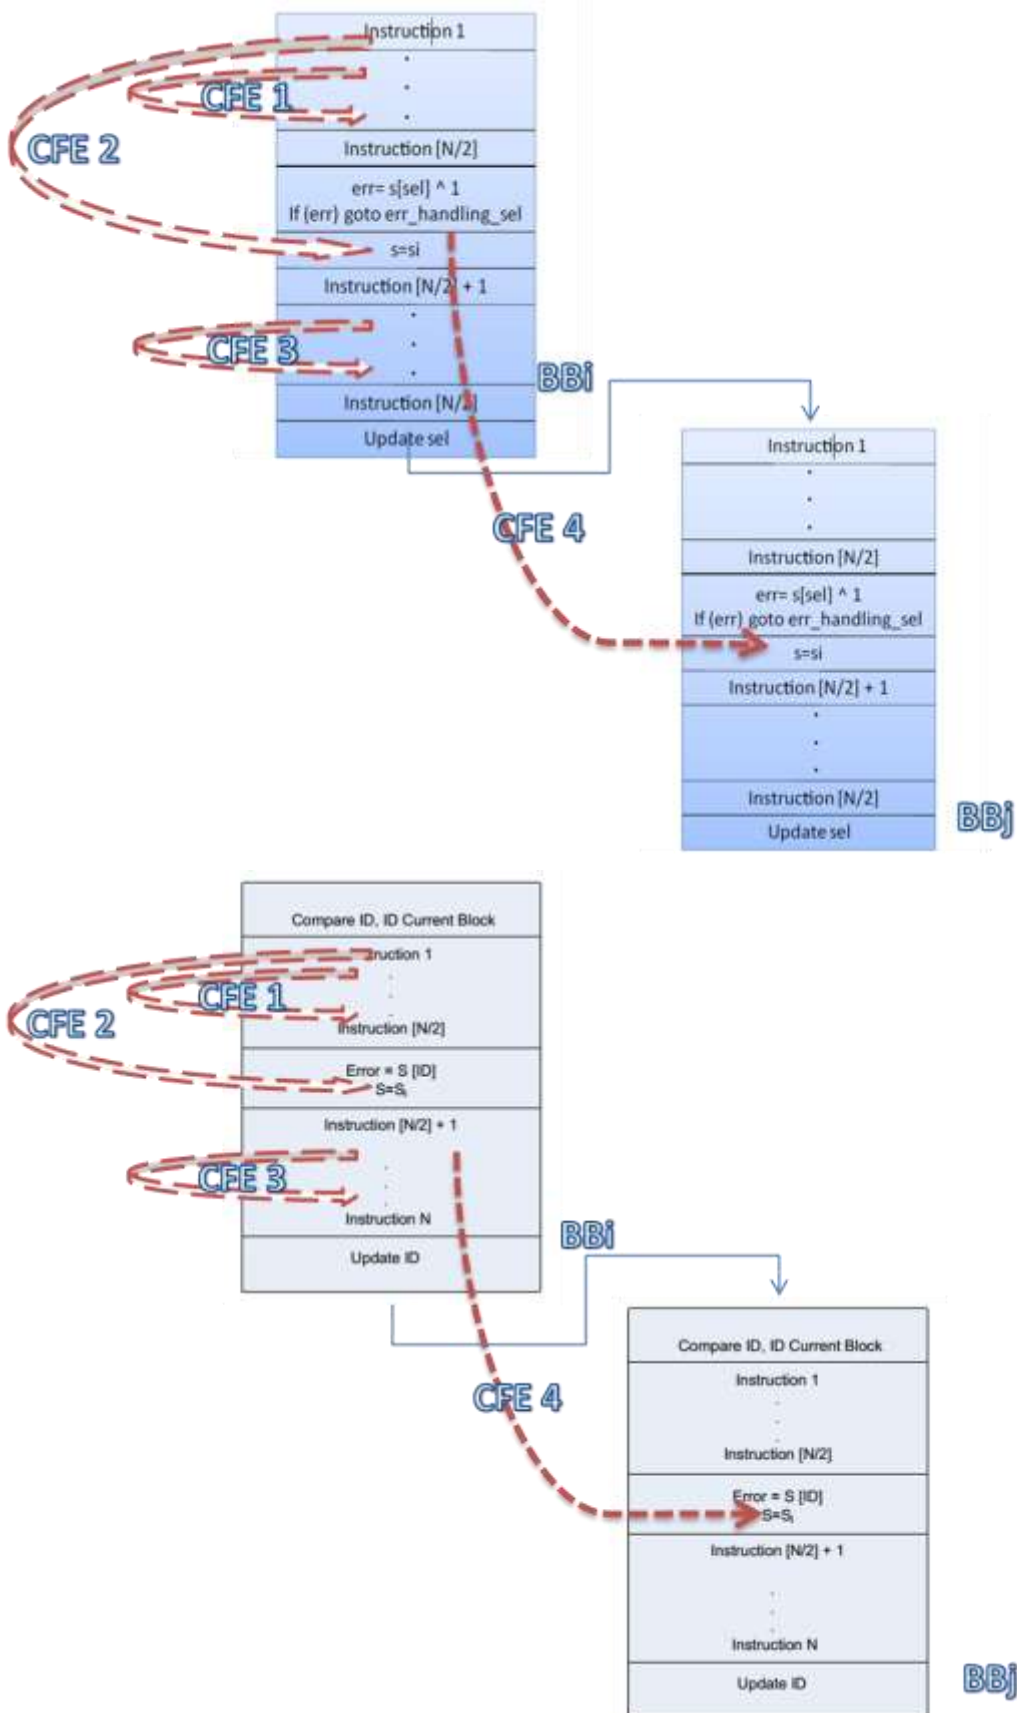 Instruction 1
CFE 1
CFE 2
Instruction [N/2]
err= s[sel] ^ 1
If (err) goto err_handling_sel
s=si
Instruction [N/2] + 1
CFE 3
BBi
Instruction [N/2]
Update sel
Instruction 1
CFE 4
Instruction [N/2]
err= s[sel] ^ 1
If (err) goto err_handling_sel
s=si
Instruction [N/2] + 1
Instruction [N/2]
BBj
Update sel
Compare ID, ID Current Block
truction 1
CFE 1
CFE 2
Instruction [N/2]
Error = S [ID]
S=Si
Instruction [N/2] + 1
CFE 3
Instruction N
BBi
Update ID
Compare ID, ID Current Block
Instruction 1
CFE 4
Instruction [N/2]
Error = S [ID]
S=Si
Instruction [N/2] + 1
Instruction N
BBj
Update ID